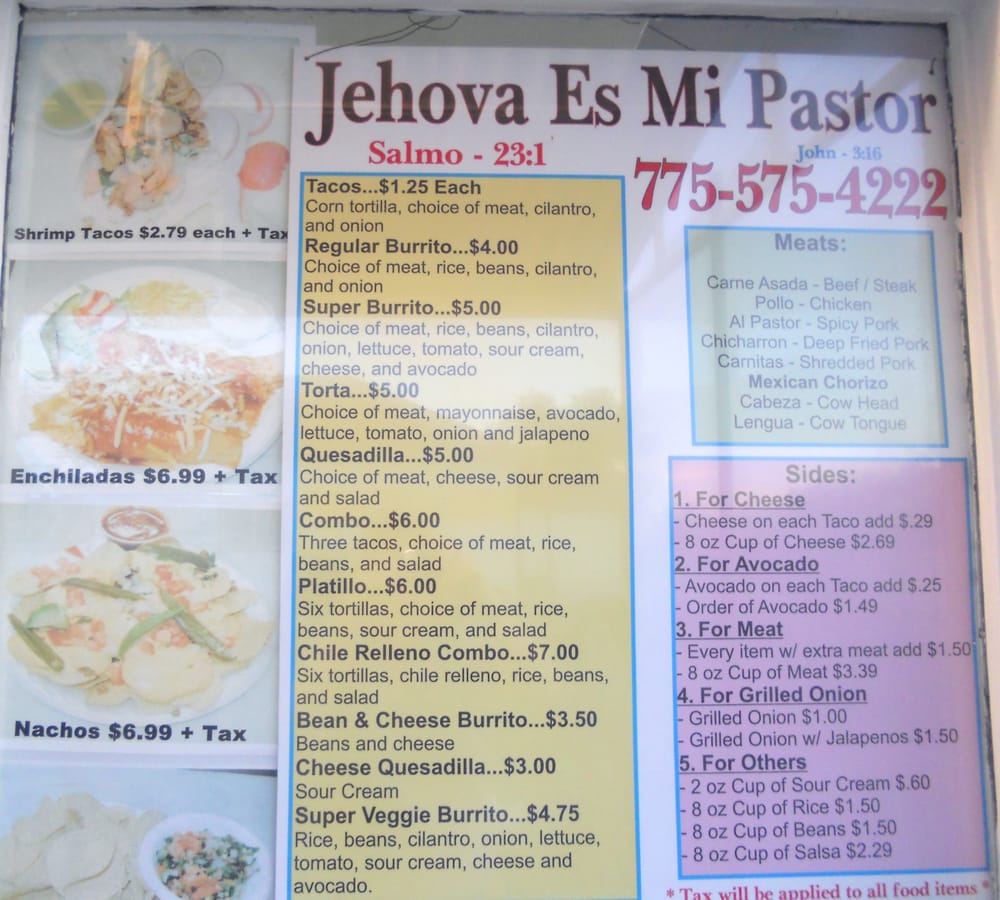 Jehova Es Mi Pastor
Salmo - 23:1
John - 3:16
775-575-4222
Shrimp Tacos $2.79 each + Tax
Enchiladas $6.99 + Tax
Nachos $6.99 + Tax
Tacos...$1.25 Each
Corn tortilla, choice of meat, cilantro,
and onion
Regular Burrito...$4.00
Choice of meat, rice, beans, cilantro,
and onion
Super Burrito...$5.00
Choice of meat, rice, beans, cilantro,
onion, lettuce, tomato, sour cream,
cheese, and avocado
Torta...$5.00
Choice of meat, mayonnaise, avocado,
lettuce, tomato, onion and jalapeno
Quesadilla...$5.00
Choice of meat, cheese, sour cream
and salad
Combo...$6.00
Three tacos, choice of meat, rice,
beans, and salad
Platillo...$6.00
Six tortillas, choice of meat, rice,
beans, sour cream, and salad
Chile Relleno Combo...$7.00
Six tortillas, chile relleno, rice, beans,
and salad
Bean & Cheese Burrito...$3.50
Beans and cheese
Cheese Quesadilla...$3.00
Sour Cream
Super Veggie Burrito...$4.75
Rice, beans, cilantro, onion, lettuce,
tomato, sour cream, cheese and
avocado.
Meats:
Carne Asada - Beef / Steak
Pollo - Chicken
Al Pastor - Spicy Pork
Chicharron - Deep Fried Pork
Carnitas - Shredded Pork
Mexican Chorizo
Cabeza - Cow Head
Lengua - Cow Tongue
Sides:
1. For Cheese
- Cheese on each Taco add $.29
- 8 oz Cup of Cheese $2.69
2. For Avocado
- Avocado on each Taco add $.25
- Order of Avocado $1.49
3. For Meat
- Every item w/ extra meat add $1.50
- 8 oz Cup of Meat $3.39
4. For Grilled Onion
- Grilled Onion $1.00
- Grilled Onion w/ Jalapenos $1.50
5. For Others
- 2 oz Cup of Sour Cream $.60
- 8 oz Cup of Rice $1.50
- 8 oz Cup of Beans $1.50
- 8 oz Cup of Salsa $2.29
* Tax will be applied to all food items *